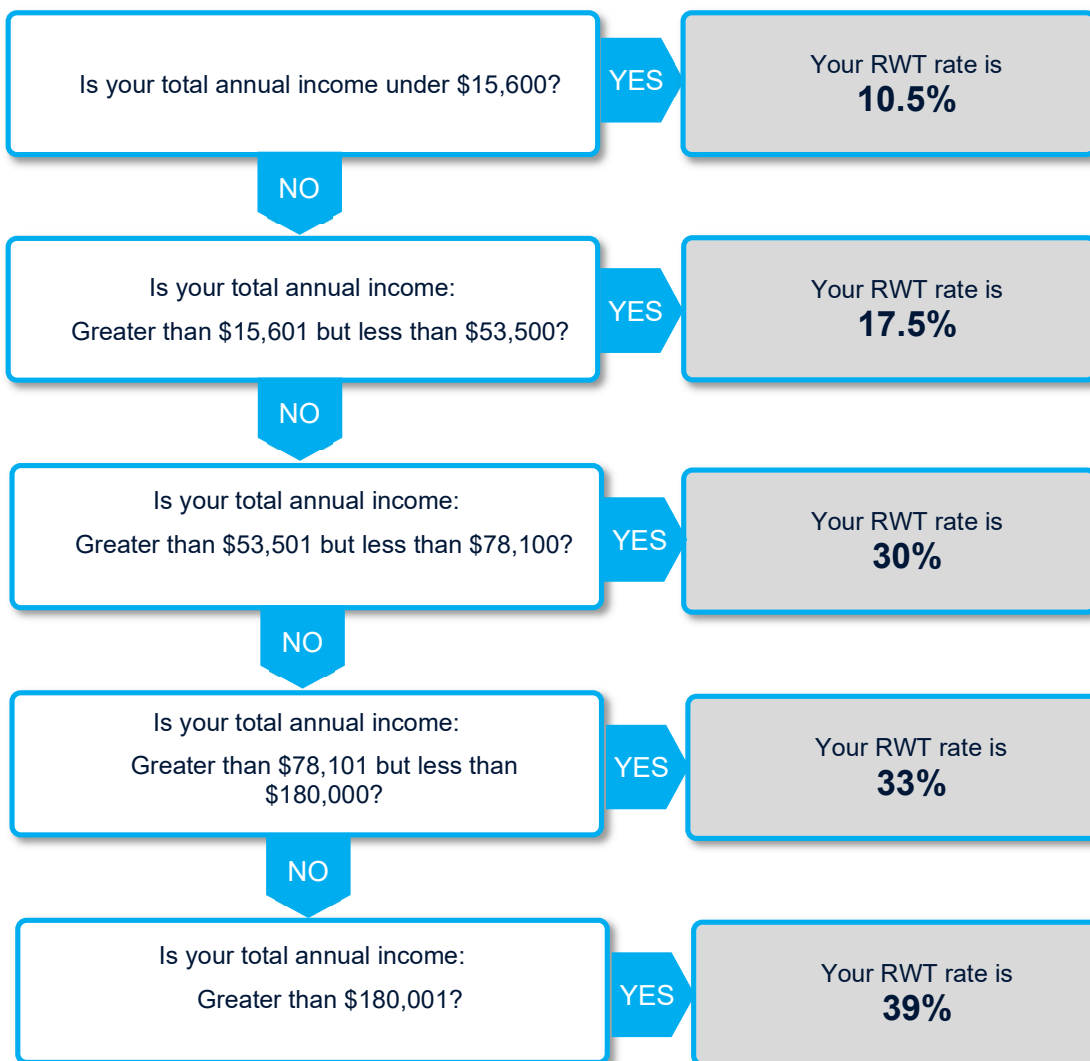 Is your total annual income under $15,600?
YES
Your RWT rate is
10.5%
NO
Is your total annual income:
Greater than $15,601 but less than $53,500?
YES
Your RWT rate is
17.5%
NO
Is your total annual income:
Greater than $53,501 but less than $78,100?
YES
Your RWT rate is
30%
NO
Is your total annual income:
Greater than $78,101 but less than
$180,000?
YES
Your RWT rate is
33%
NO
Is your total annual income:
Greater than $180,001?
YES
Your RWT rate is
39%